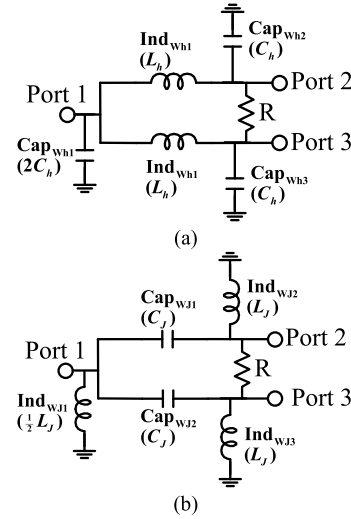 Cap_Wh2
(C_h)
Ind_Wh1
(L_h)
Port 1
Port 2
R
Port 3
Cap_Wh1
(2C_h)
Ind_Wh1
(L_h)
Cap_Wh3
(C_h)
(a)
Cap_WJ1
(C_J)
Ind_WJ2
(L_J)
Port 1
Port 2
R
Port 3
Ind_WJ1
(½L_J)
Cap_WJ2
(C_J)
Ind_WJ3
(L_J)
(b)